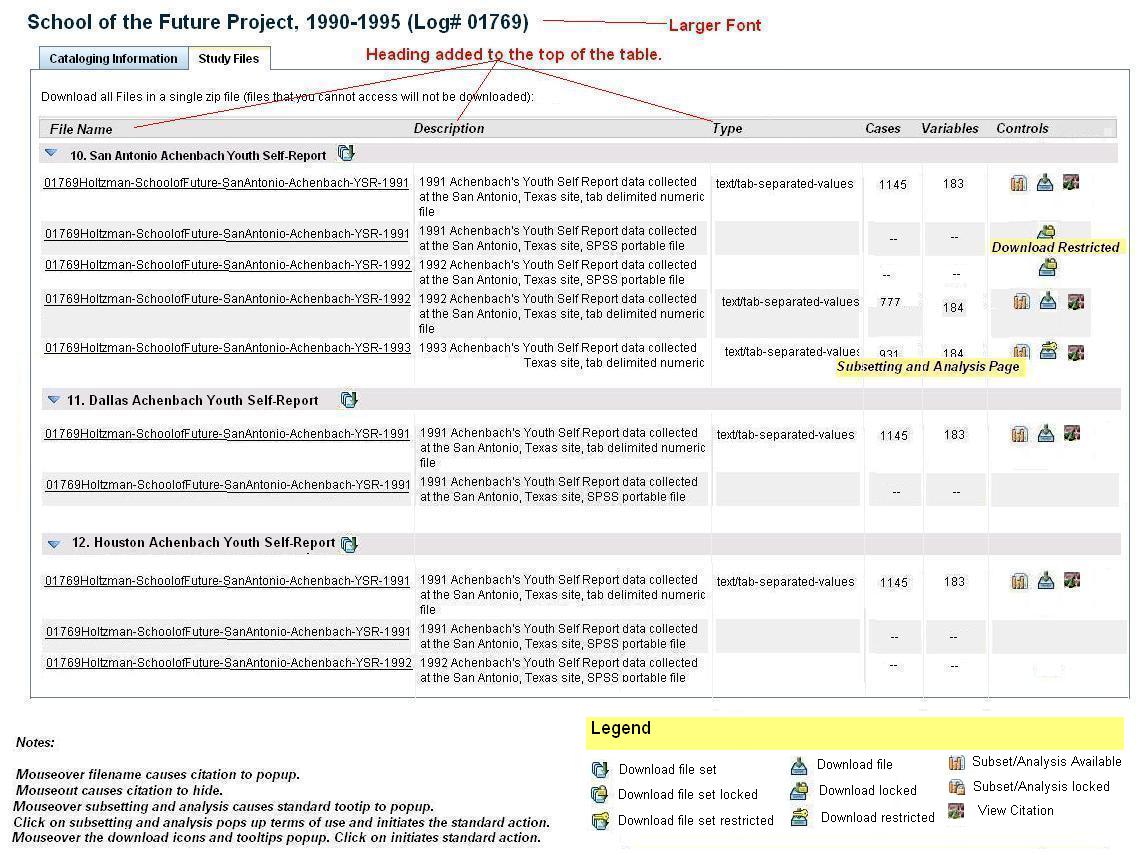 School of the Future Project, 1990-1995 (Log# 01769)
Larger Font
Cataloging Information
Study Files
Heading added to the top of the table.
Download all Files in a single zip file (files that you cannot access will not be downloaded):
File Name Description Type Cases Variables Controls
10. San Antonio Achenbach Youth Self-Report
01769Holtzman-SchoolofFuture-SanAntonio-Achenbach-YSR-1991 1991 Achenbach's Youth Self Report data collected text/tab-separated-values 1145 183
at the San Antonio, Texas site, tab delimited numeric
file
01769Holtzman-SchoolofFuture-SanAntonio-Achenbach-YSR-1991 1991 Achenbach's Youth Self Report data collected -- --
at the San Antonio, Texas site, SPSS portable file
Download Restricted
01769Holtzman-SchoolofFuture-SanAntonio-Achenbach-YSR-1992 1992 Achenbach's Youth Self Report data collected -- --
at the San Antonio, Texas site, SPSS portable file
01769Holtzman-SchoolofFuture-SanAntonio-Achenbach-YSR-1992 1992 Achenbach's Youth Self Report data collected text/tab-separated-values 777 184
at the San Antonio, Texas site, tab delimited numeric
file
01769Holtzman-SchoolofFuture-SanAntonio-Achenbach-YSR-1993 1993 Achenbach's Youth Self Report data collected text/tab-separated-values 931 184
Texas site, tab delimited numeric
Subsetting and Analysis Page
11. Dallas Achenbach Youth Self-Report
01769Holtzman-SchoolofFuture-SanAntonio-Achenbach-YSR-1991 1991 Achenbach's Youth Self Report data collected text/tab-separated-values 1145 183
at the San Antonio, Texas site, tab delimited numeric
file
01769Holtzman-SchoolofFuture-SanAntonio-Achenbach-YSR-1991 1991 Achenbach's Youth Self Report data collected -- --
at the San Antonio, Texas site, SPSS portable file
12. Houston Achenbach Youth Self-Report
01769Holtzman-SchoolofFuture-SanAntonio-Achenbach-YSR-1991 1991 Achenbach's Youth Self Report data collected text/tab-separated-values 1145 183
at the San Antonio, Texas site, tab delimited numeric
file
01769Holtzman-SchoolofFuture-SanAntonio-Achenbach-YSR-1991 1991 Achenbach's Youth Self Report data collected -- --
at the San Antonio, Texas site, SPSS portable file
01769Holtzman-SchoolofFuture-SanAntonio-Achenbach-YSR-1992 1992 Achenbach's Youth Self Report data collected -- --
at the San Antonio, Texas site, SPSS portable file
Notes:
Mouseover filename causes citation to popup.
Mouseout causes citation to hide.
Mouseover subsetting and analysis causes standard tootip to popup.
Click on subsetting and analysis pops up terms of use and initiates the standard action.
Mouseover the download icons and tooltips popup. Click on initiates standard action.
Legend
Download file set Download file Subset/Analysis Available
Download file set locked Download locked Subset/Analysis locked
Download file set restricted Download restricted View Citation